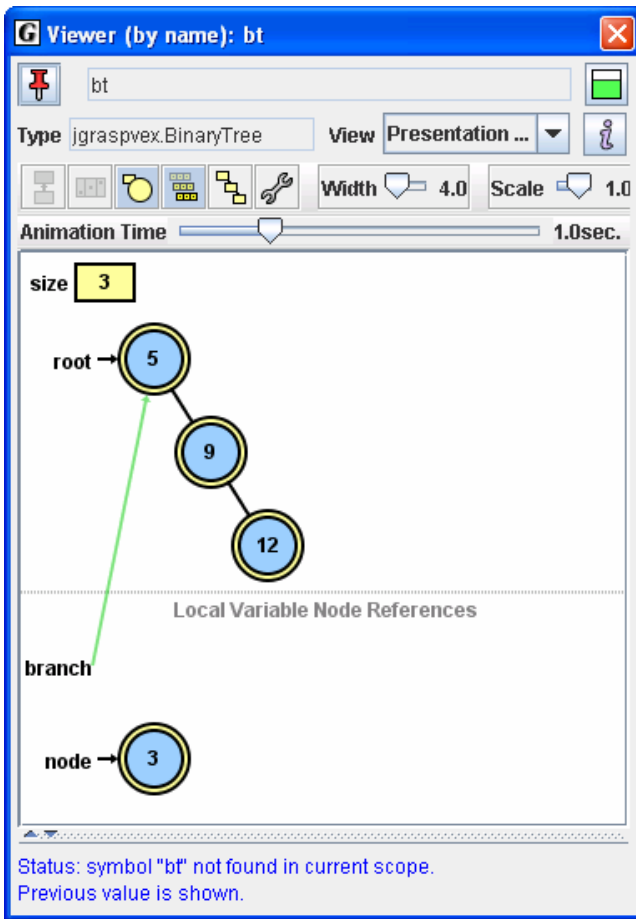 G Viewer (by name): bt
bt
Type jgraspvex.BinaryTree View Presentation ...
Width 4.0 Scale 1.0
Animation Time 1.0sec.
size 3
root 5
9
12
Local Variable Node References
branch
node 3
Status: symbol "bt" not found in current scope.
Previous value is shown.